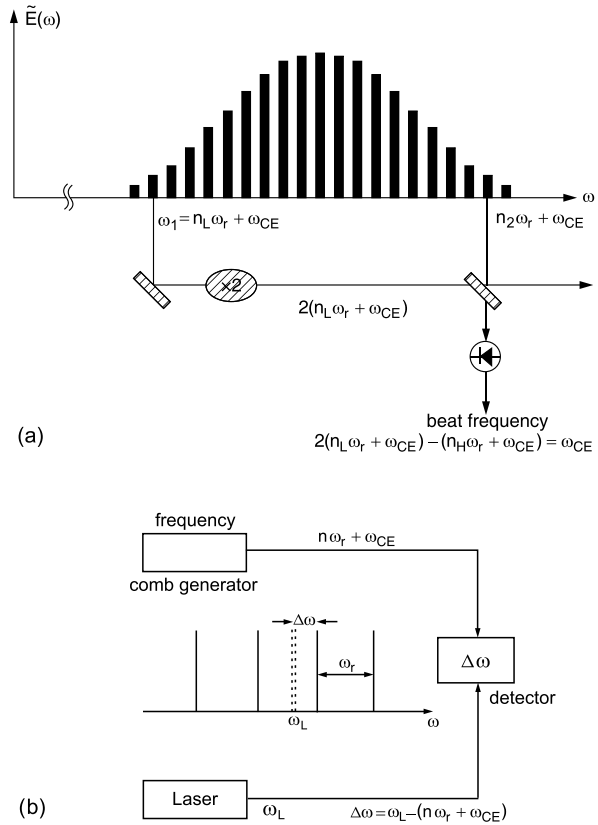 Ẽ(ω)
ω
ω₁ = n_Lω_r + ω_CE
n₂ω_r + ω_CE
×2
2(n_Lω_r + ω_CE)
beat frequency
(a)
2(n_Lω_r + ω_CE) – (n_Hω_r + ω_CE) = ω_CE
frequency
nω_r + ω_CE
comb generator
Δω
ω_r
Δω
detector
ω_L
ω
Laser
(b)
ω_L
Δω = ω_L – (nω_r + ω_CE)